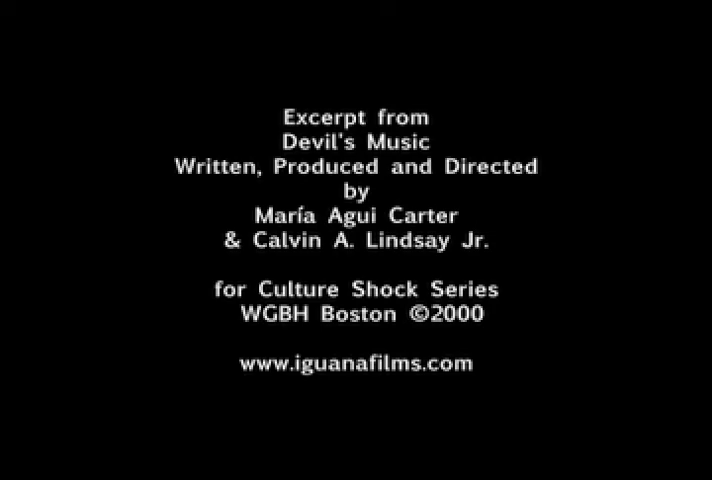 Excerpt from
Devil's Music
Written, Produced and Directed
by
María Agui Carter
& Calvin A. Lindsay Jr.
for Culture Shock Series
WGBH Boston ©2000
www.iguanafilms.com